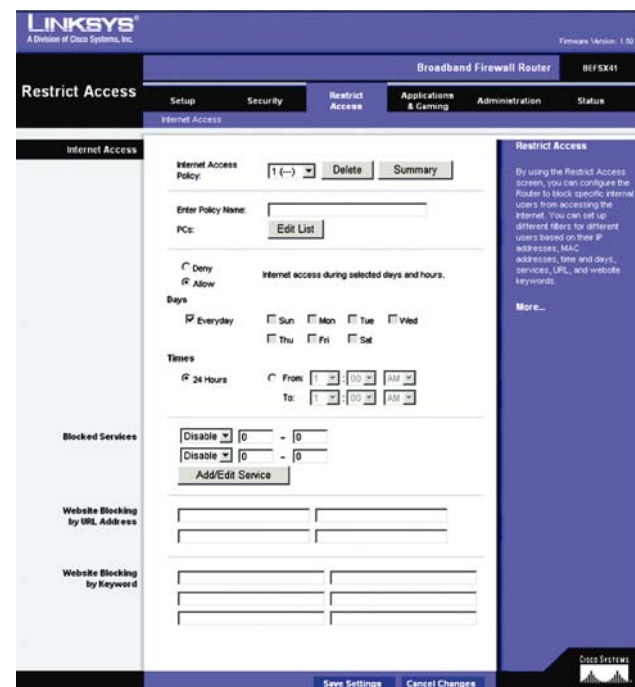 LINKSYS®
A Division of Cisco Systems, Inc.
Firmware Version: 1.50
Broadband Firewall Router BEFSX41
Restrict Access
Setup Security Restrict Access Applications & Gaming Administration Status
Internet Access
Internet Access
Internet Access Policy: 1 (---) Delete Summary
Enter Policy Name:
PCs: Edit List
Deny
Allow
Internet access during selected days and hours.
Days
Everyday Sun Mon Tue Wed
Thu Fri Sat
Times
24 Hours From: 1 : 00 AM
To: 1 : 00 AM
Blocked Services
Disable 0 ~ 0
Disable 0 ~ 0
Add/Edit Service
Website Blocking
by URL Address
Website Blocking
by Keyword
Restrict Access
By using the Restrict Access
screen, you can configure the
Router to block specific internal
users from accessing the
Internet. You can set up
different filters for different
users based on their IP
addresses, MAC
addresses, time and days,
services, URL, and website
keywords.
More...
Save Settings Cancel Changes
CISCO SYSTEMS